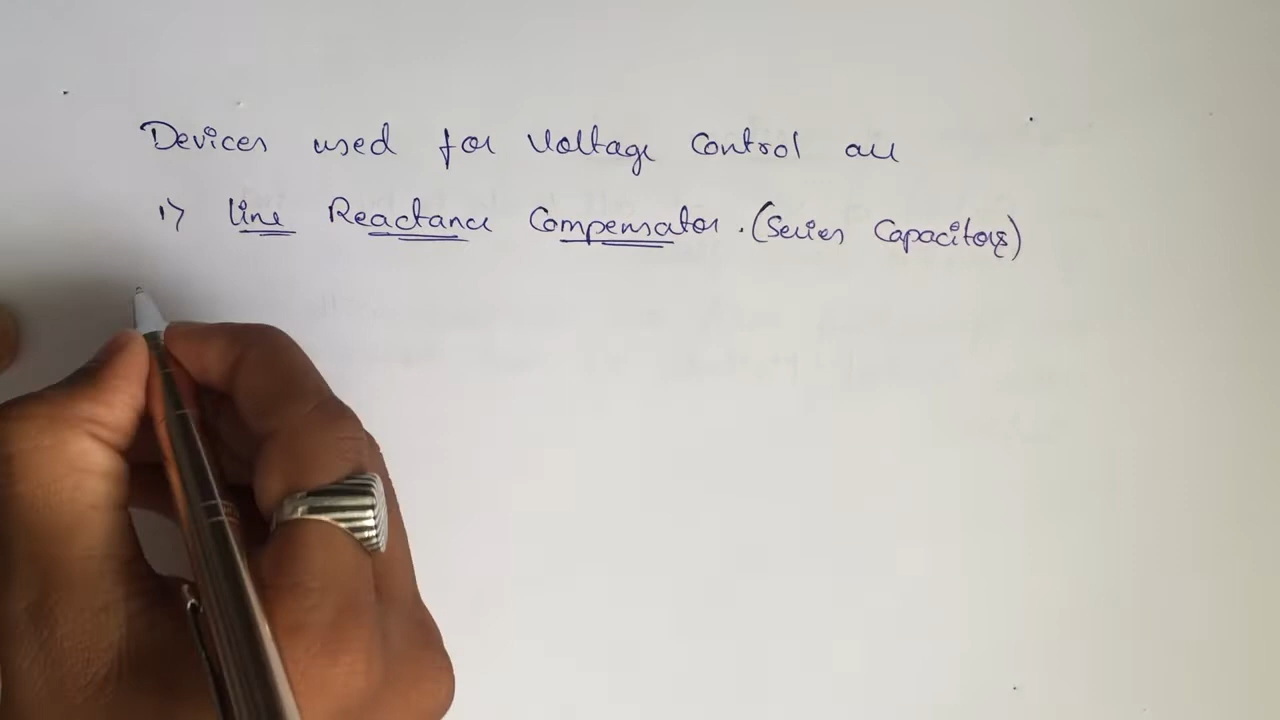 Devices used for Voltage Control are
1) Line Reactance Compensator. (Series Capacitors)